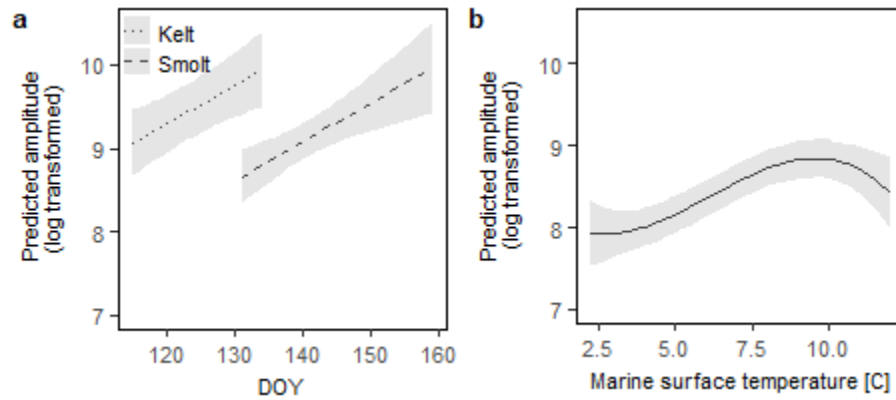 a
Kelt
Smolt
10
9
8
7
Predicted amplitude
(log transformed)
120 130 140 150 160
DOY
b
10
9
8
7
Predicted amplitude
(log transformed)
2.5 5.0 7.5 10.0
Marine surface temperature [C]